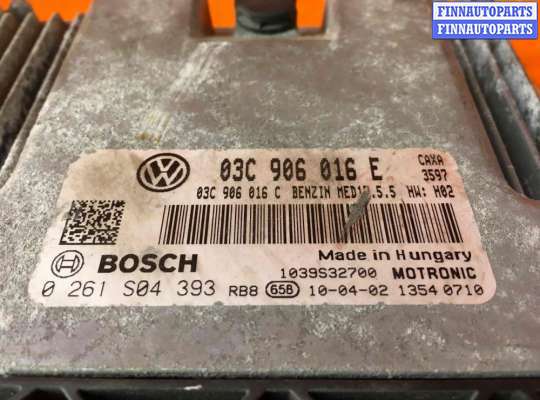 FINNAUTOPARTS
FINNAUTOPARTS
03C 906 016 E CAXA
3597
03C 906 016 C BENZIN MED17.5.5 HW: H02
BOSCH
Made in Hungary
1039S32700 MOTRONIC
0 261 S04 393 RB8 658 10-04-02 1354 0710